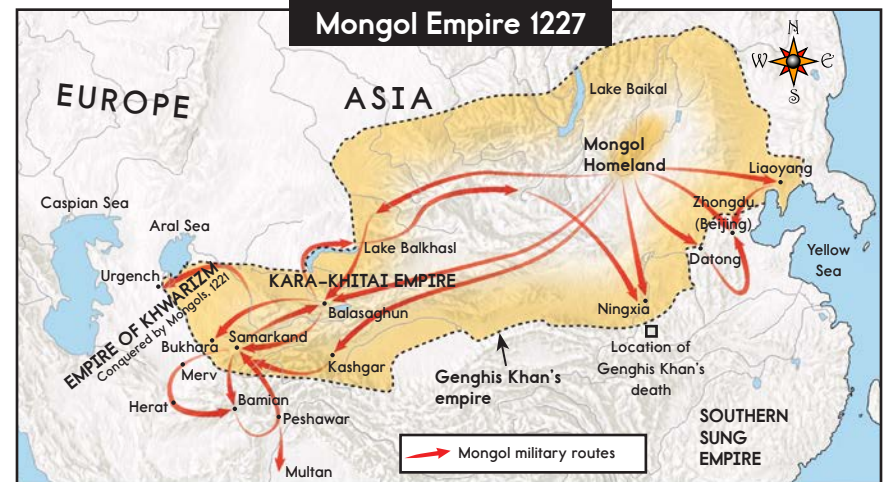 Mongol Empire 1227
N
W E
S
EUROPE
ASIA
Lake Baikal
Mongol
Homeland
Liaoyang
Caspian Sea
Aral Sea
Zhongdu
(Beijing)
Lake Balkhasl
Yellow
Sea
Urgench
KARA-KHITAI EMPIRE
Datong
EMPIRE OF KHWARIZM
Conquered by Mongols, 1221
Balasaghun
Ningxia
Bukhara
Samarkand
Kashgar
Location of
Genghis Khan's
death
Merv
Genghis Khan's
empire
Herat
Bamian
Peshawar
SOUTHERN
SUNG
EMPIRE
Mongol military routes
Multan